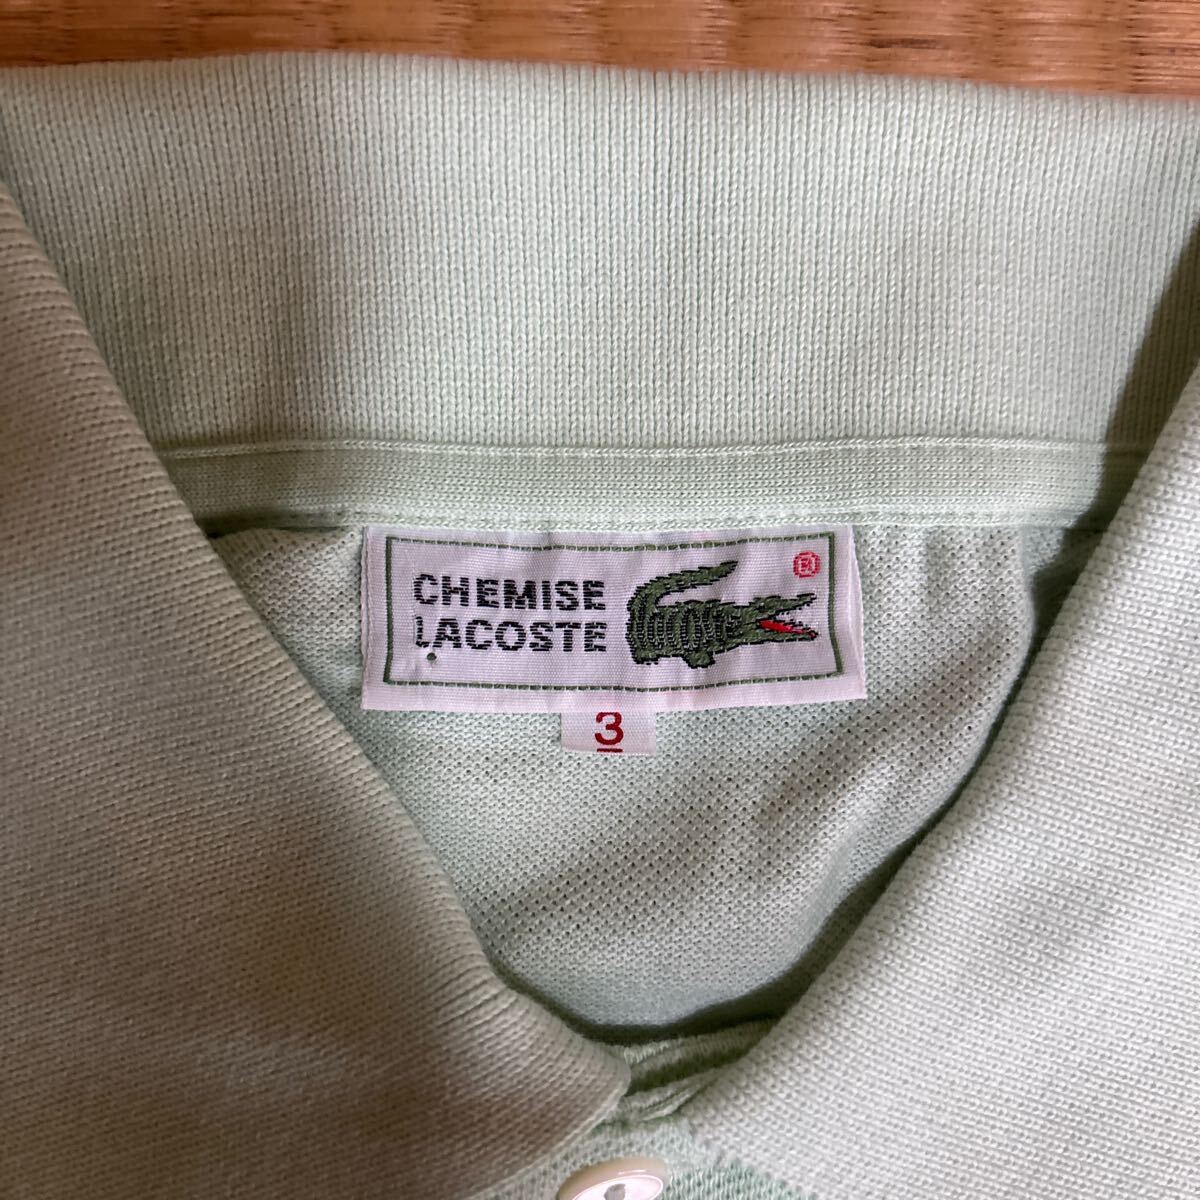 CHEMISE
LACOSTE
®
3